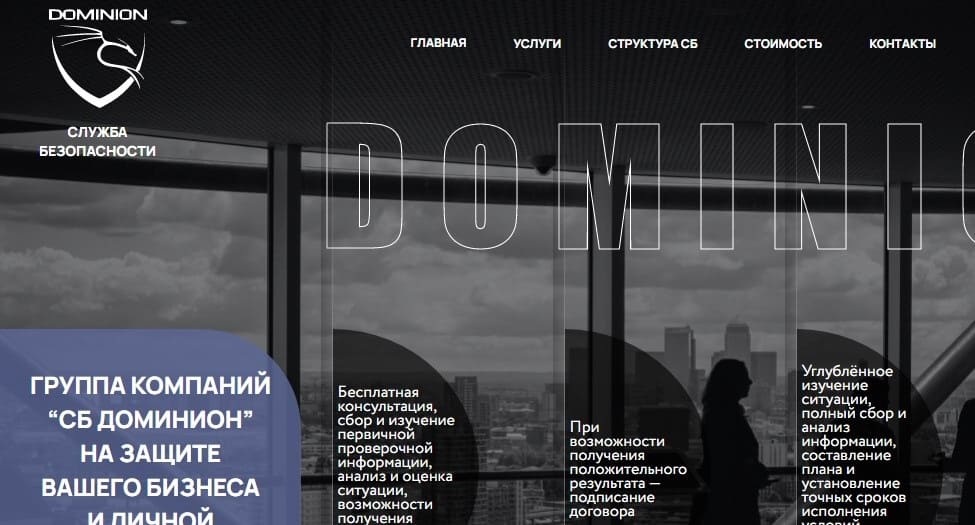 DOMINION
СЛУЖБА
БЕЗОПАСНОСТИ
ГЛАВНАЯ УСЛУГИ СТРУКТУРА СБ СТОИМОСТЬ КОНТАКТЫ
DOMINIO
ГРУППА КОМПАНИЙ
“СБ ДОМИНИОН”
НА ЗАЩИТЕ
ВАШЕГО БИЗНЕСА
И ЛИЧНОЙ
Бесплатная
консультация,
сбор и изучение
первичной
проверочной
информации,
анализ и оценка
ситуации,
возможности
получения
При
возможности
получения
положительного
результата —
подписание
договора
Углублённое
изучение
ситуации,
полный сбор и
анализ
информации,
составление
плана и
установление
точных сроков
исполнения
условий